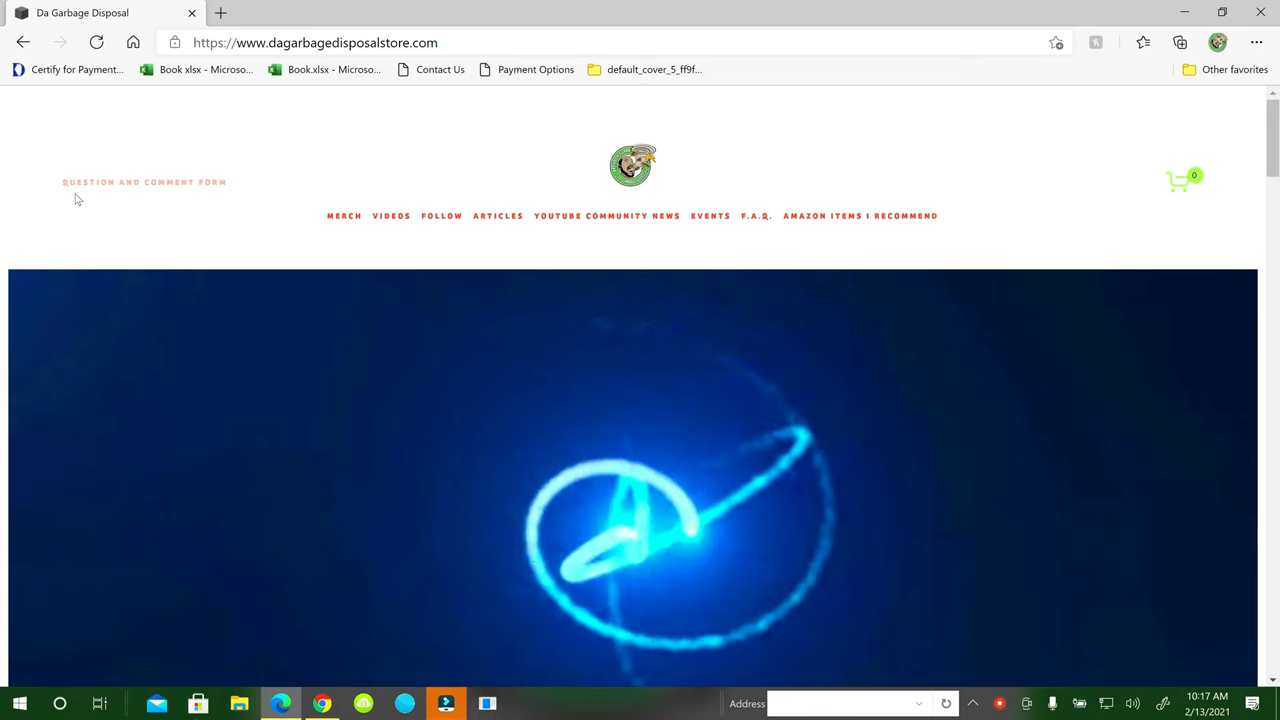 Da Garbage Disposal
https://www.dagarbagedisposalstore.com
Certify for Payment... Book xlsx - Microso... Book.xlsx - Microso... Contact Us Payment Options default_cover_5_ff9f... Other favorites
QUESTION AND COMMENT FORM
0
MERCH VIDEOS FOLLOW ARTICLES YOUTUBE COMMUNITY NEWS EVENTS F.A.Q. AMAZON ITEMS I RECOMMEND
Address
10:17 AM
2/13/2021